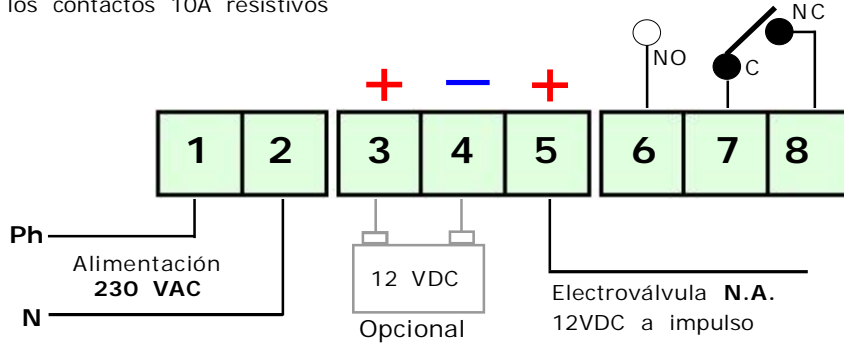 los contactos 10A resistivos
NC
NO
C
+ — +
1 2 3 4 5 6 7 8
Ph
Alimentación
230 VAC
N
12 VDC
Opcional
Electroválvula N.A.
12VDC a impulso